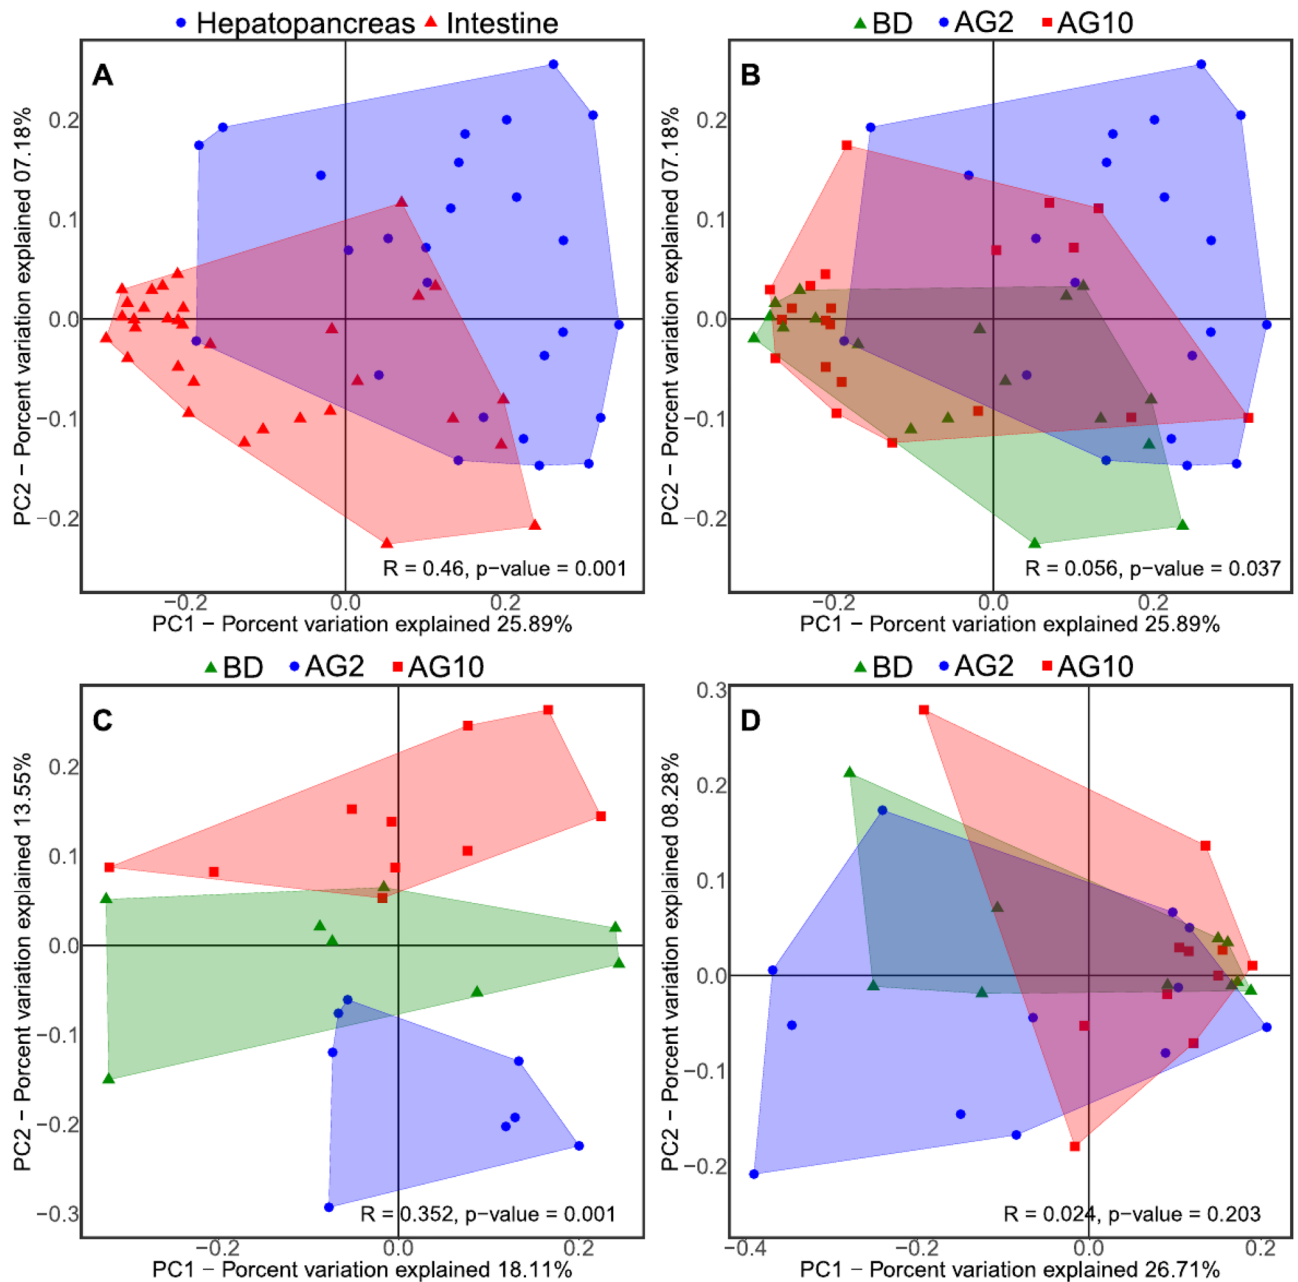 Hepatopancreas Intestine
BD AG2 AG10
A
B
0.2
0.1
0.0
−0.1
−0.2
PC2 − Porcent variation explained 07.18%
R = 0.46, p−value = 0.001
−0.2 0.0 0.2
PC1 − Porcent variation explained 25.89%
0.2
0.1
0.0
−0.1
−0.2
PC2 − Porcent variation explained 07.18%
R = 0.056, p−value = 0.037
−0.2 0.0 0.2
PC1 − Porcent variation explained 25.89%
BD AG2 AG10
BD AG2 AG10
C
D
0.2
0.1
0.0
−0.1
−0.2
−0.3
PC2 − Porcent variation explained 13.55%
R = 0.352, p−value = 0.001
−0.2 0.0 0.2
PC1 − Porcent variation explained 18.11%
0.3
0.2
0.1
0.0
−0.1
−0.2
PC2 − Porcent variation explained 08.28%
R = 0.024, p−value = 0.203
−0.4 −0.2 0.0 0.2
PC1 − Porcent variation explained 26.71%